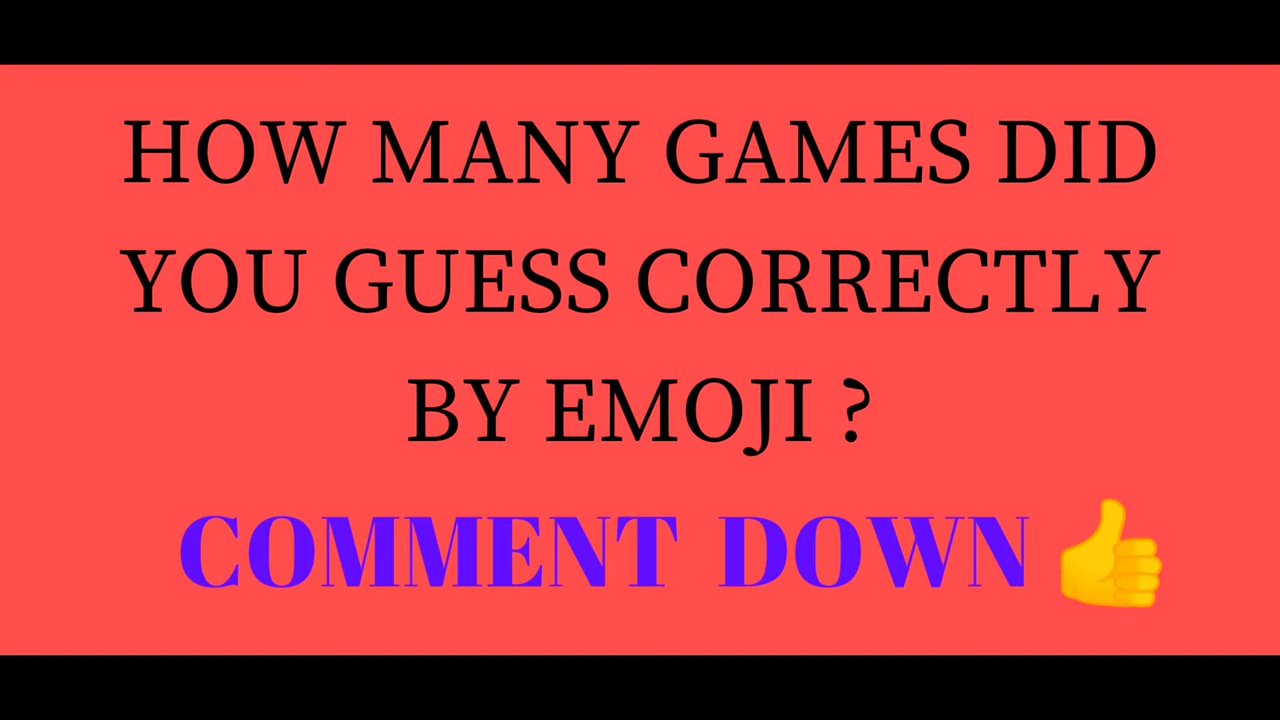 HOW MANY GAMES DID
YOU GUESS CORRECTLY
BY EMOJI ?
COMMENT DOWN 👍